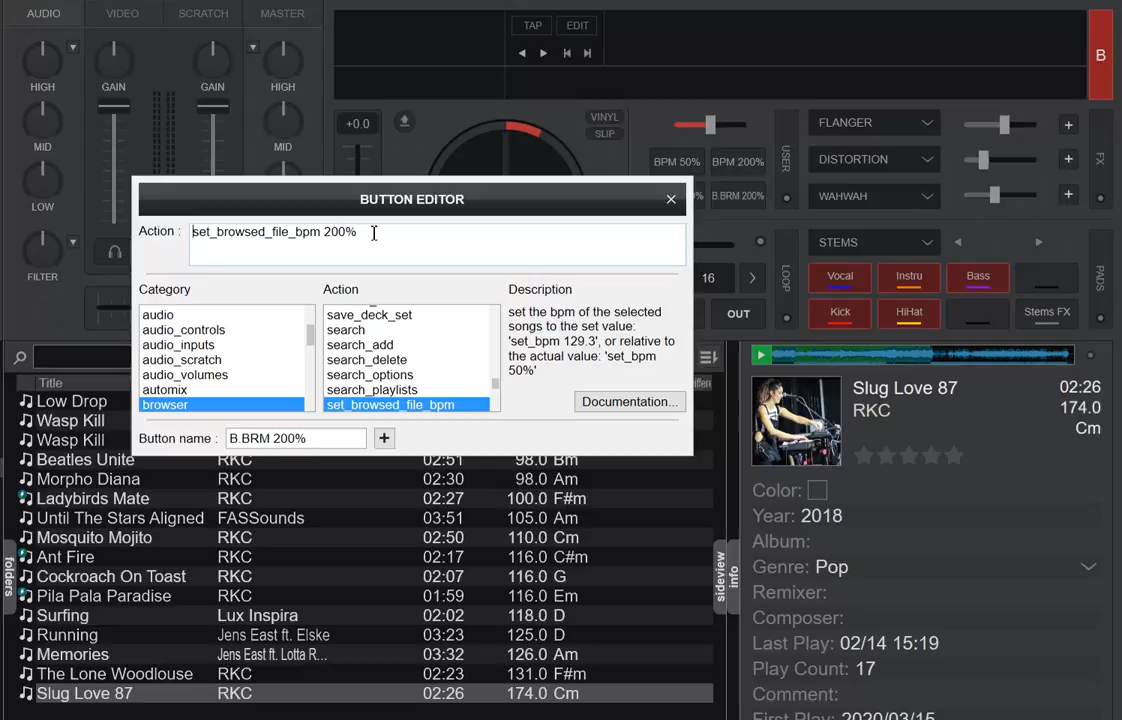 AUDIO
VIDEO
SCRATCH
MASTER
HIGH
GAIN
GAIN
HIGH
MID
MID
LOW
FILTER
TAP
EDIT
B
+0.0
VINYL
SLIP
BPM 50%
BPM 200%
B.BRM 200%
USER
FLANGER
DISTORTION
WAHWAH
FX
BUTTON EDITOR
Action :
set_browsed_file_bpm 200%
Category
Action
Description
audio
audio_controls
audio_inputs
audio_scratch
audio_volumes
automix
browser
save_deck_set
search
search_add
search_delete
search_options
search_playlists
set_browsed_file_bpm
set the bpm of the selected
songs to the set value:
'set_bpm 129.3', or relative to
the actual value: 'set_bpm
50%'
Documentation...
Button name :
B.BRM 200%
+
16
LOOP
OUT
STEMS
Vocal
Instru
Bass
Kick
HiHat
Stems FX
PADS
Title
Low Drop
Wasp Kill
Wasp Kill
Beatles Unite RKC 02:51 98.0 Bm
Morpho Diana RKC 02:30 98.0 Am
Ladybirds Mate RKC 02:27 100.0 F#m
Until The Stars Aligned FASSounds 03:51 105.0 Am
Mosquito Mojito RKC 02:50 110.0 Cm
Ant Fire RKC 02:17 116.0 C#m
Cockroach On Toast RKC 02:07 116.0 G
Pila Pala Paradise RKC 01:59 116.0 Em
Surfing Lux Inspira 02:02 118.0 D
Running Jens East ft. Elske 03:23 125.0 D
Memories Jens East ft. Lotta R... 03:32 126.0 Am
The Lone Woodlouse RKC 02:23 131.0 F#m
Slug Love 87 RKC 02:26 174.0 Cm
folders
sideview
info
Slug Love 87
RKC
02:26
174.0
Cm
Color:
Year: 2018
Album:
Genre: Pop
Remixer:
Composer:
Last Play: 02/14 15:19
Play Count: 17
Comment:
First Play: 2020/03/15